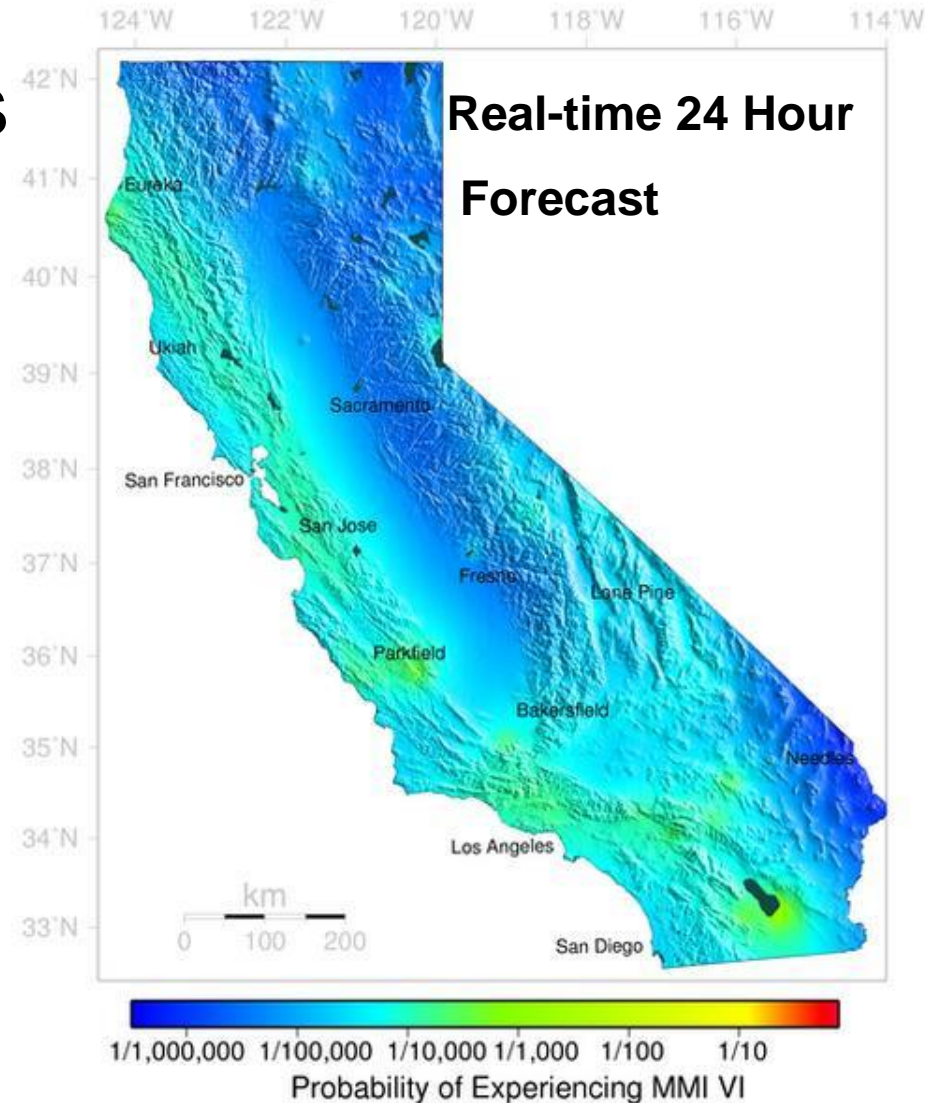 124°W 122°W 120°W 118°W 116°W 114°W
42°N
S
Real-time 24 Hour
Forecast
41°N
Eureka
40°N
39°N
Ukiah
Sacramento
38°N
San Francisco
San Jose
37°N
Fresno
Lone Pine
36°N
Parkfield
Bakersfield
35°N
Needles
34°N
Los Angeles
km
33°N
0 100 200
San Diego
1/1,000,000 1/100,000 1/10,000 1/1,000 1/100 1/10
Probability of Experiencing MMI VI